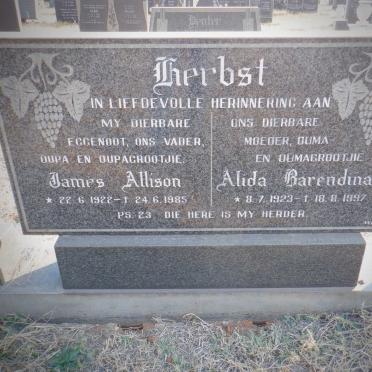 Herbst
IN LIEFDEVOLLE HERINNERING AAN
MY DIERBARE
EGGENOOT, ONS VADER,
OUPA EN OUPAGROOTJIE,
James Allison
* 22.6.1922 - † 24.6.1985
ONS DIERBARE
MOEDER, OUMA
EN OUMAGROOTJIE
Alida Barendina
* 8.7.1923 - † 18.8.1997
PS. 23 DIE HERE IS MY HERDER.